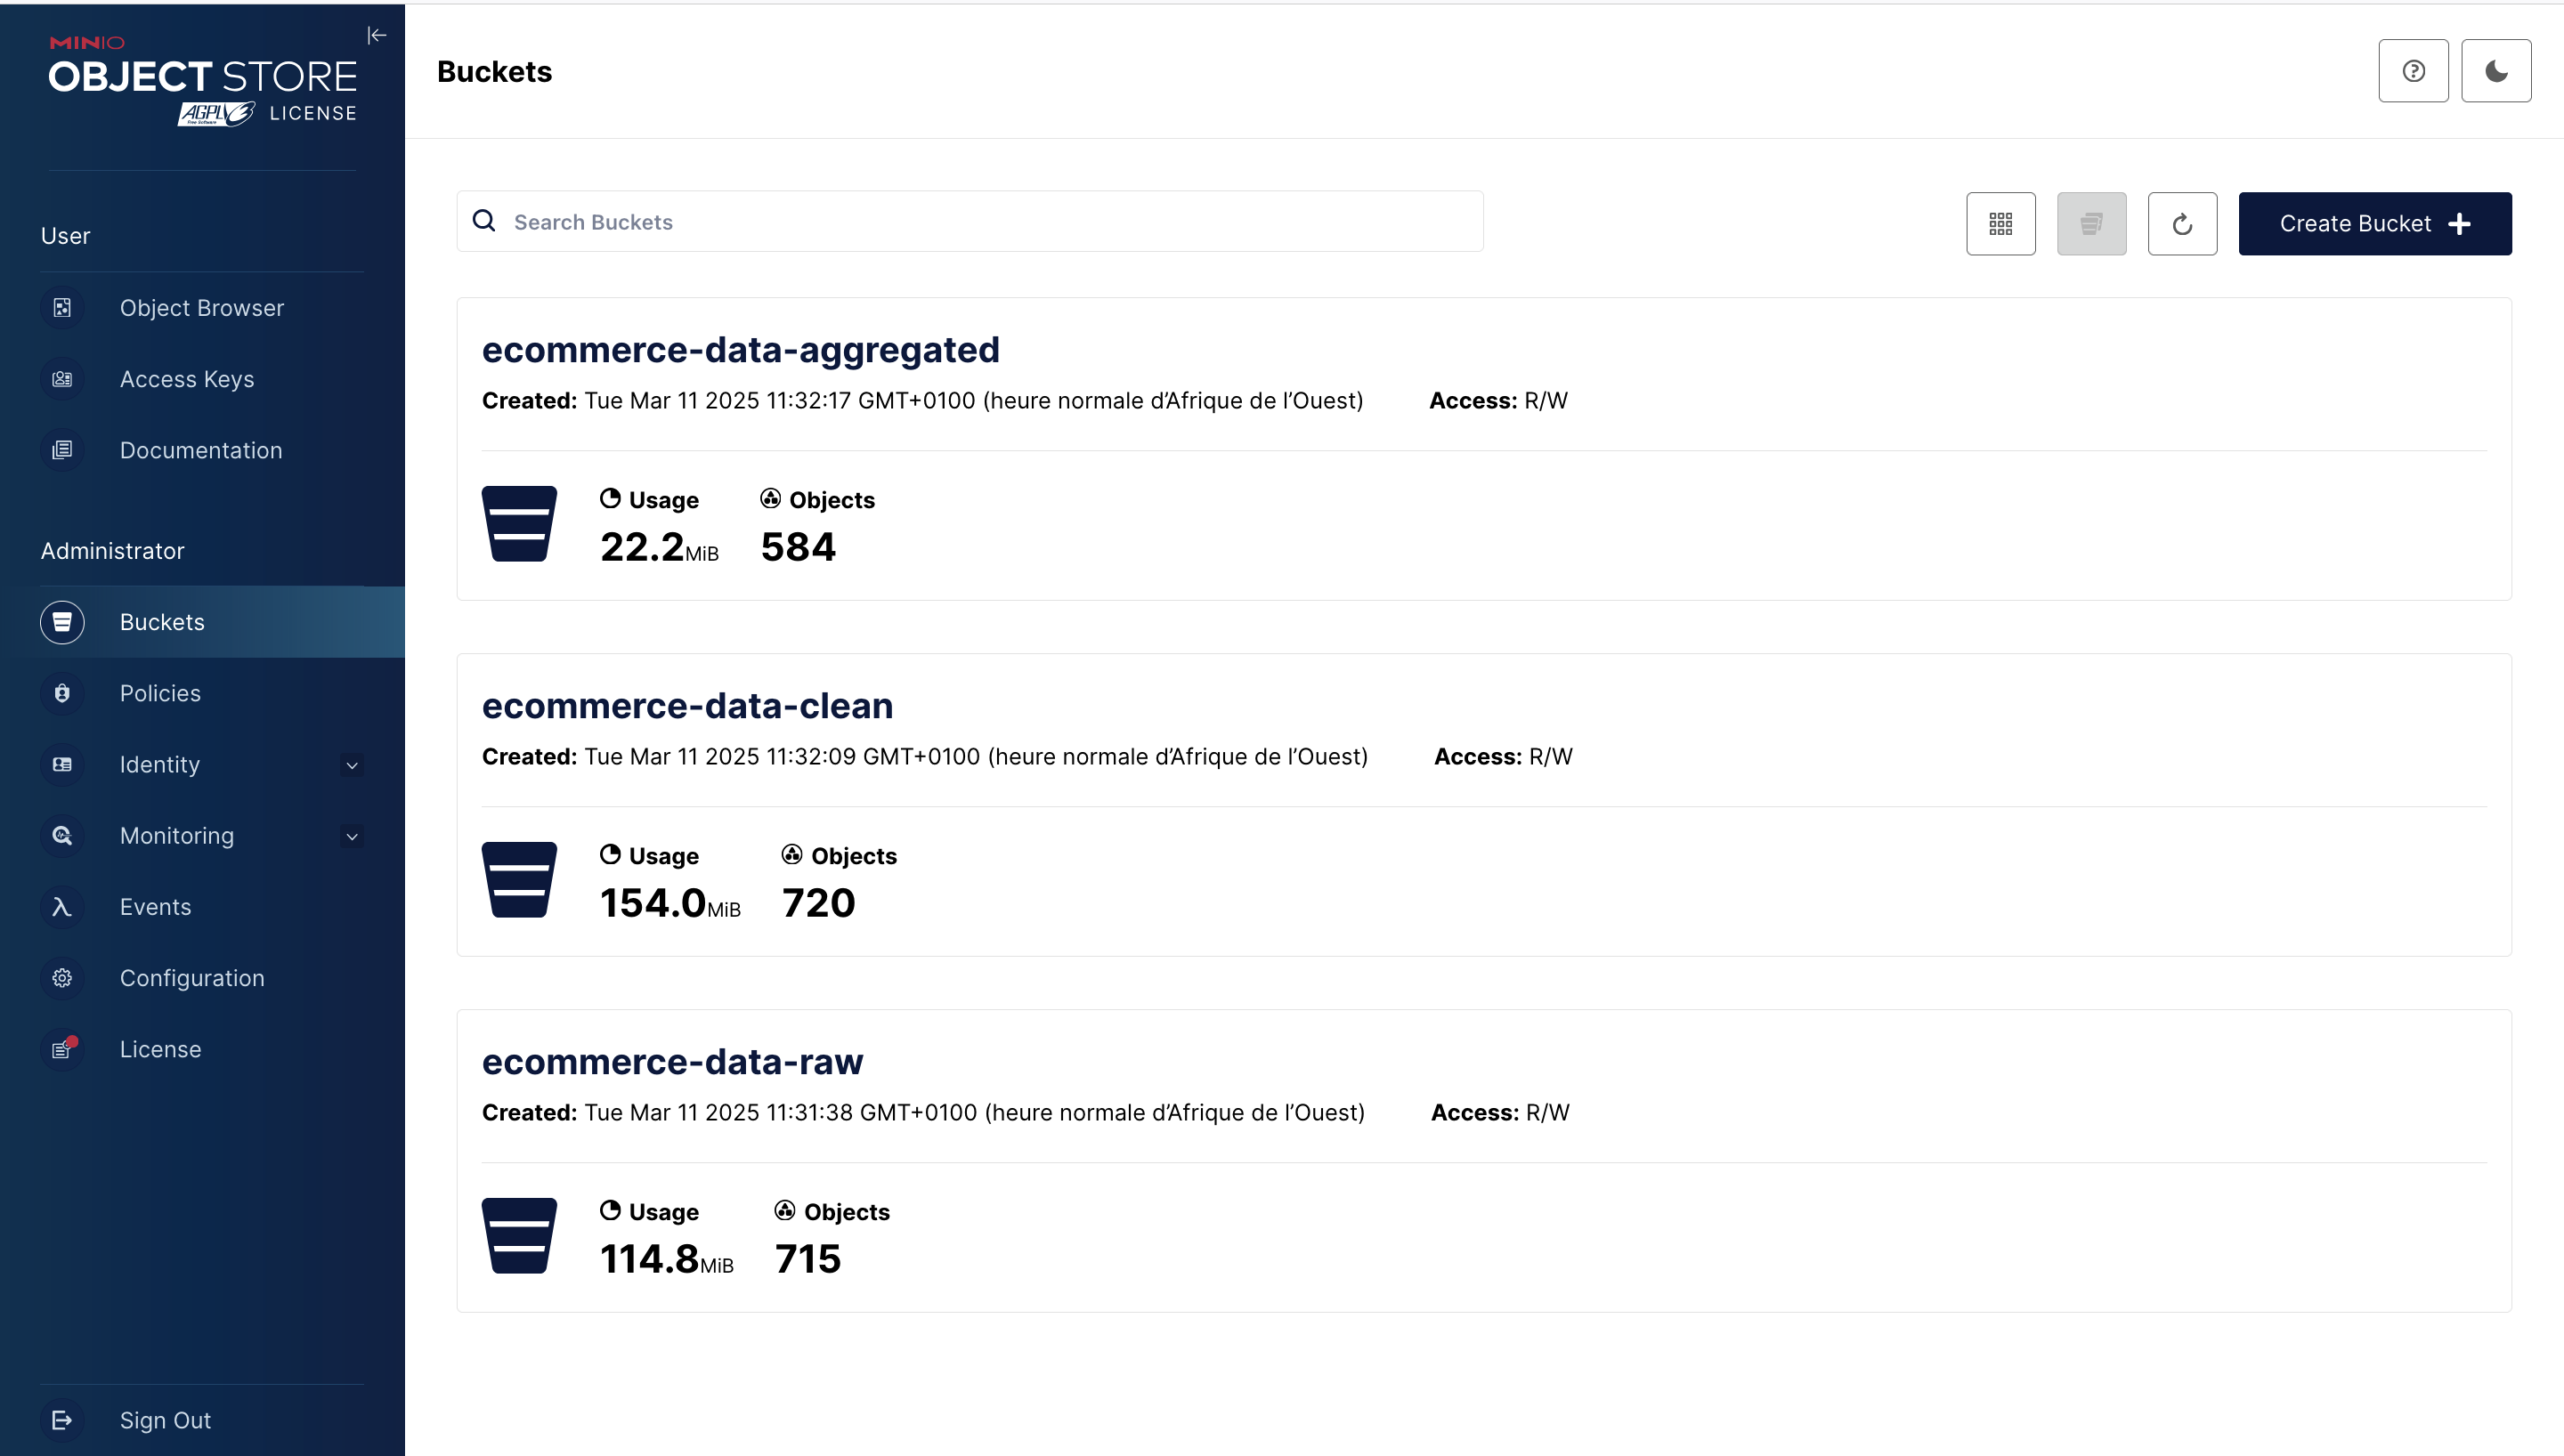 MINIO
OBJECT STORE
AGPL v3 LICENSE
Free Software
User
Object Browser
Access Keys
Documentation
Administrator
Buckets
Policies
Identity
Monitoring
Events
Configuration
License
Sign Out
Buckets
Search Buckets
Create Bucket
ecommerce-data-aggregated
Created: Tue Mar 11 2025 11:32:17 GMT+0100 (heure normale d’Afrique de l’Ouest) Access: R/W
Usage Objects
22.2MiB 584
ecommerce-data-clean
Created: Tue Mar 11 2025 11:32:09 GMT+0100 (heure normale d’Afrique de l’Ouest) Access: R/W
Usage Objects
154.0MiB 720
ecommerce-data-raw
Created: Tue Mar 11 2025 11:31:38 GMT+0100 (heure normale d’Afrique de l’Ouest) Access: R/W
Usage Objects
114.8MiB 715